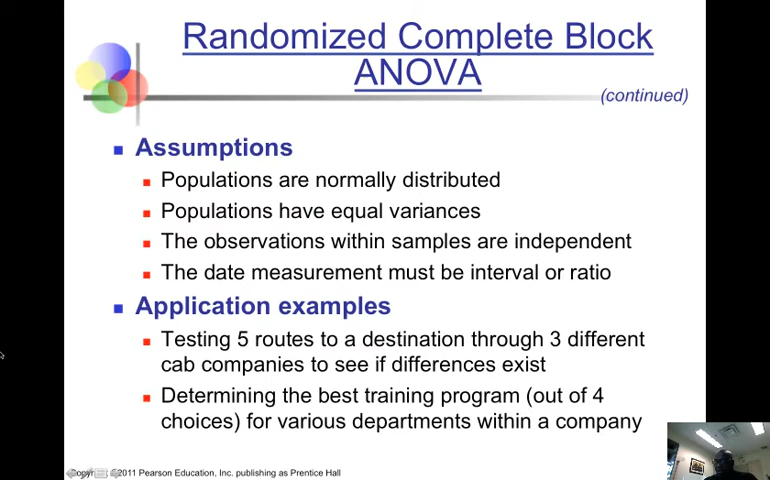 Randomized Complete Block
ANOVA
(continued)
Assumptions
Populations are normally distributed
Populations have equal variances
The observations within samples are independent
The date measurement must be interval or ratio
Application examples
Testing 5 routes to a destination through 3 different
cab companies to see if differences exist
Determining the best training program (out of 4
choices) for various departments within a company
©2011 Pearson Education, Inc. publishing as Prentice Hall